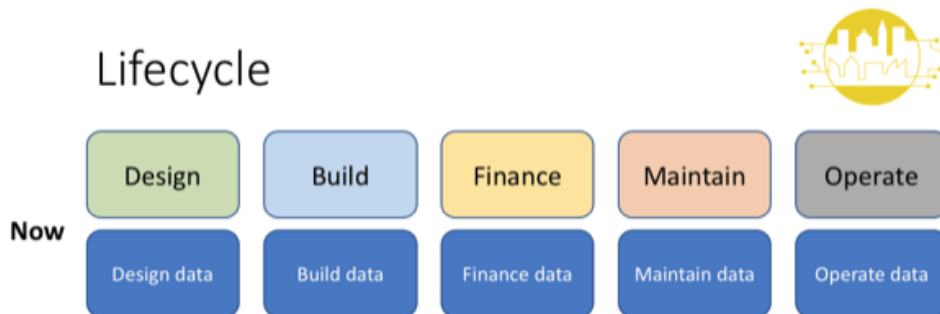 Lifecycle
Design Build Finance Maintain Operate
Now
Design data Build data Finance data Maintain data Operate data